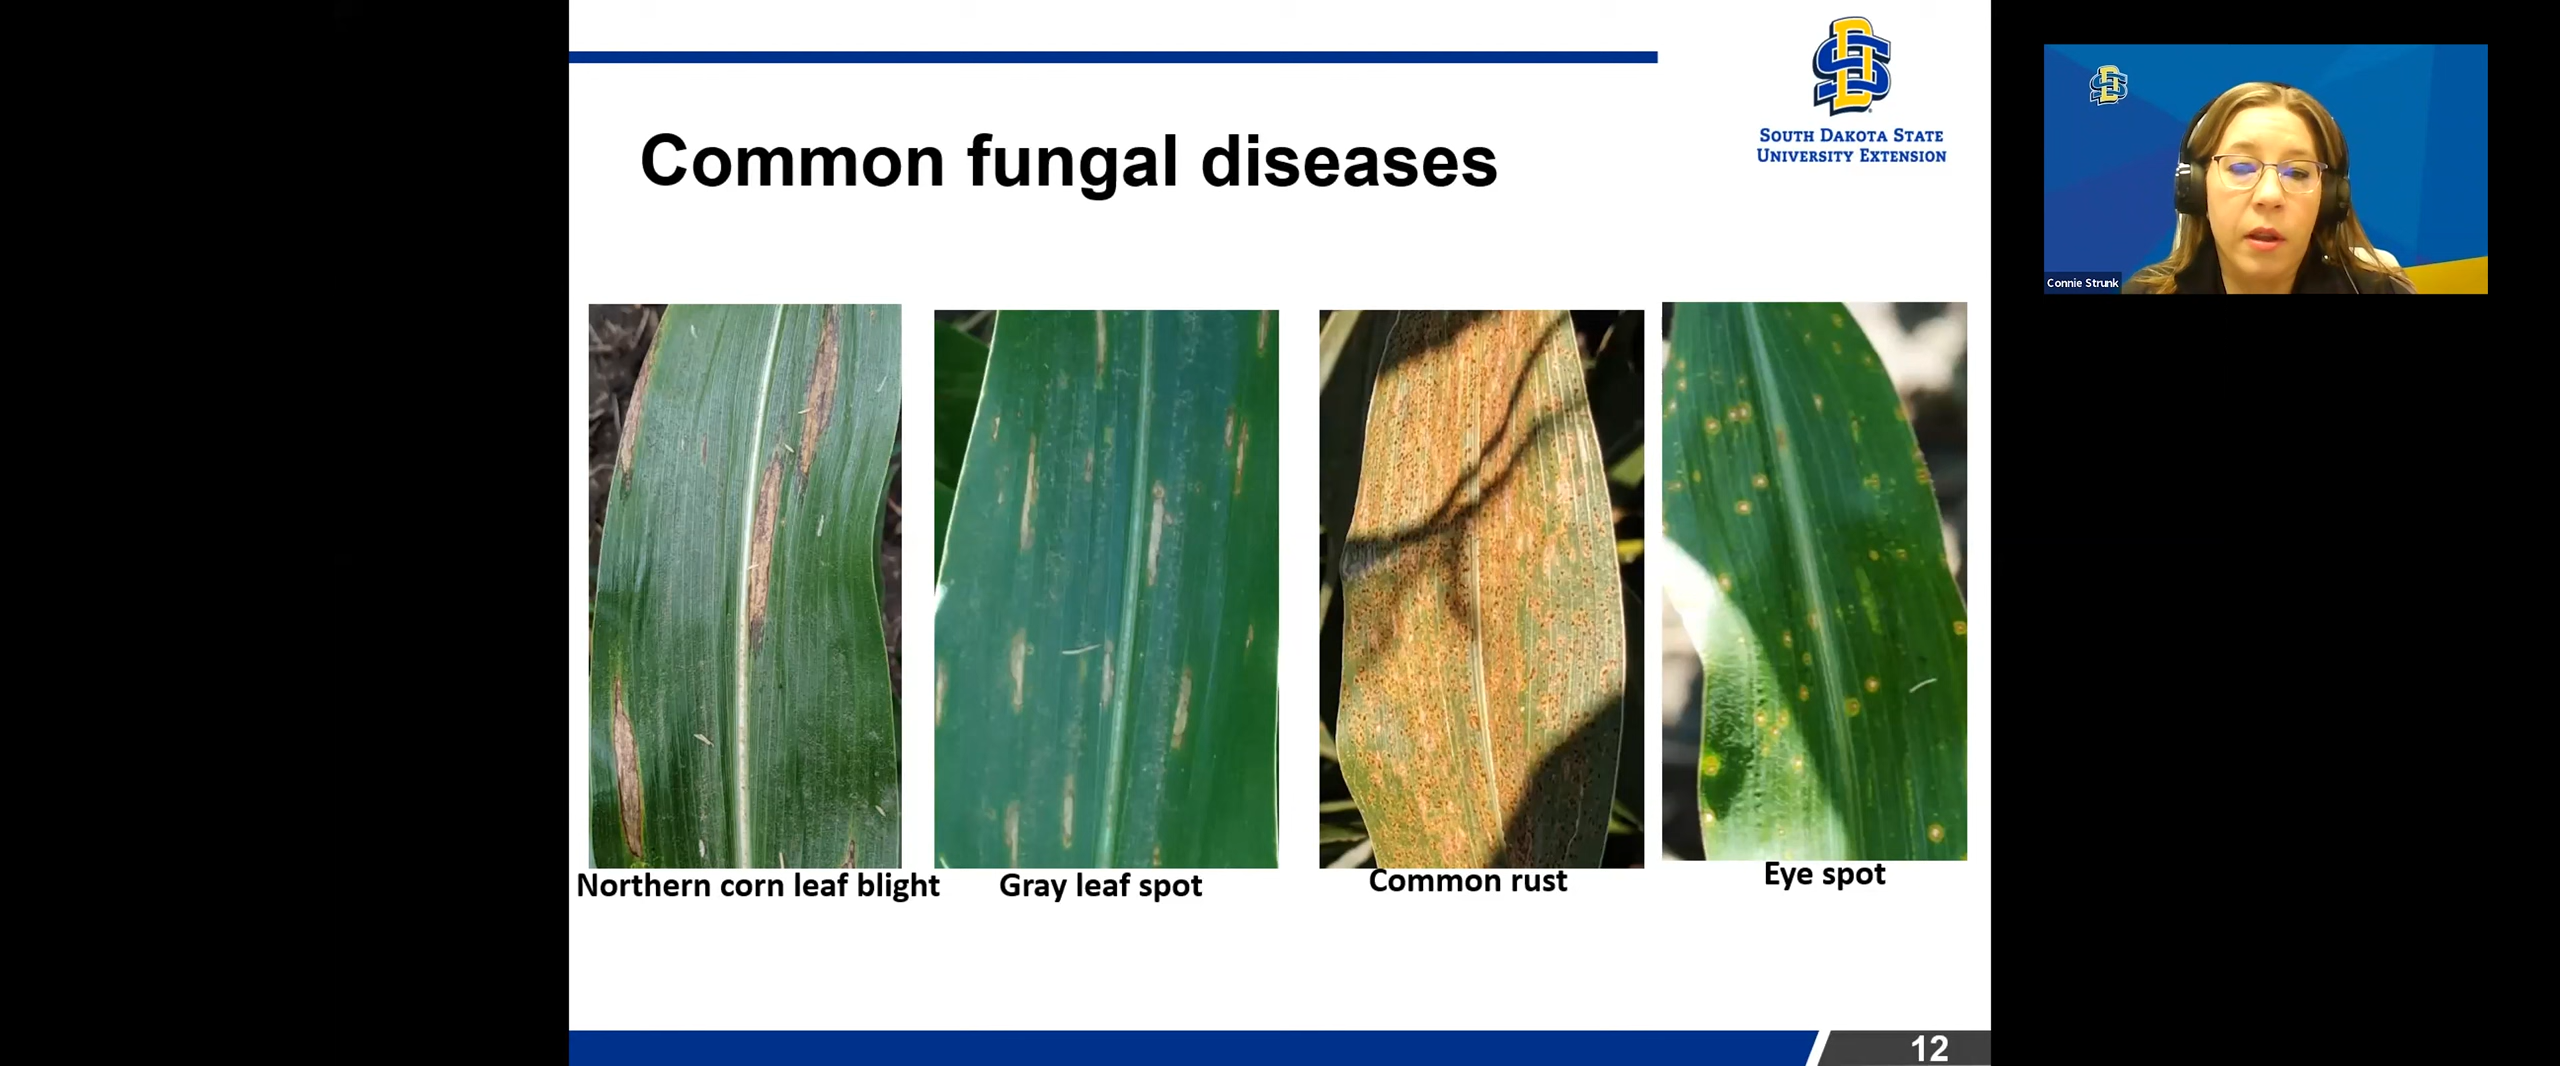 Common fungal diseases
SOUTH DAKOTA STATE
UNIVERSITY EXTENSION
Connie Strunk
Northern corn leaf blight
Gray leaf spot
Common rust
Eye spot
12